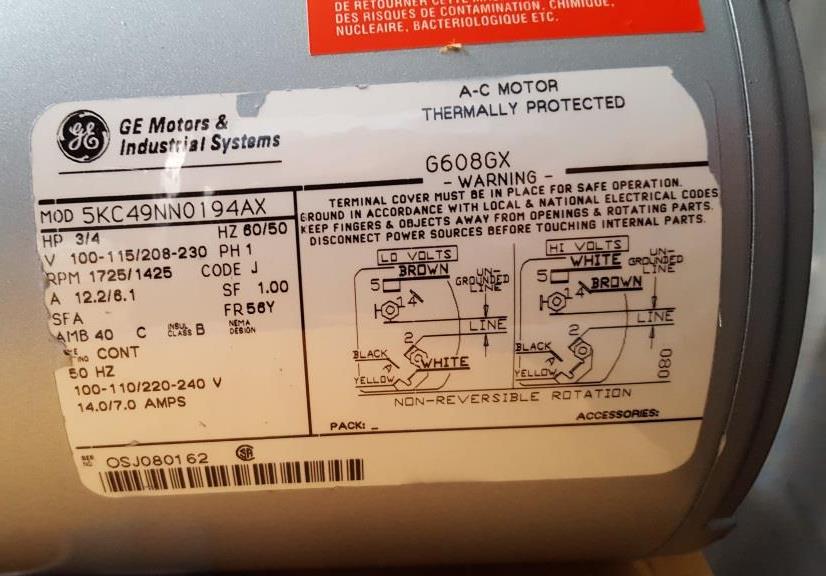 DE RETOURNER CETTE
DES RISQUES DE CONTAMINATION, CHIMIQUE,
NUCLEAIRE, BACTERIOLOGIQUE ETC.
A-C MOTOR
THERMALLY PROTECTED
GE
GE Motors &
Industrial Systems
G608GX
- WARNING -
TERMINAL COVER MUST BE IN PLACE FOR SAFE OPERATION.
GROUND IN ACCORDANCE WITH LOCAL & NATIONAL ELECTRICAL CODES
KEEP FINGERS & OBJECTS AWAY FROM OPENINGS & ROTATING PARTS.
DISCONNECT POWER SOURCES BEFORE TOUCHING INTERNAL PARTS.
MOD 5KC49NN0194AX
HP 3/4 HZ 60/50
V 100-115/208-230 PH 1
RPM 1725/1425 CODE J
A 12.2/6.1 SF 1.00
SFA FR 56Y
AMB 40 C INSUL CLASS B NEMA DESIGN
CONT
50 HZ
100-110/220-240 V
14.0/7.0 AMPS
LO VOLTS
BROWN
5
14
UN-
GROUNDED
LINE
LINE
2
BLACK
WHITE
YELLOW
HI VOLTS
WHITE
5
14 BROWN
UN-
GROUNDED
LINE
LINE
2
BLACK
YELLOW
080
NON-REVERSIBLE ROTATION
PACK: _
ACCESSORIES:
SER NO OSJ080162 SA